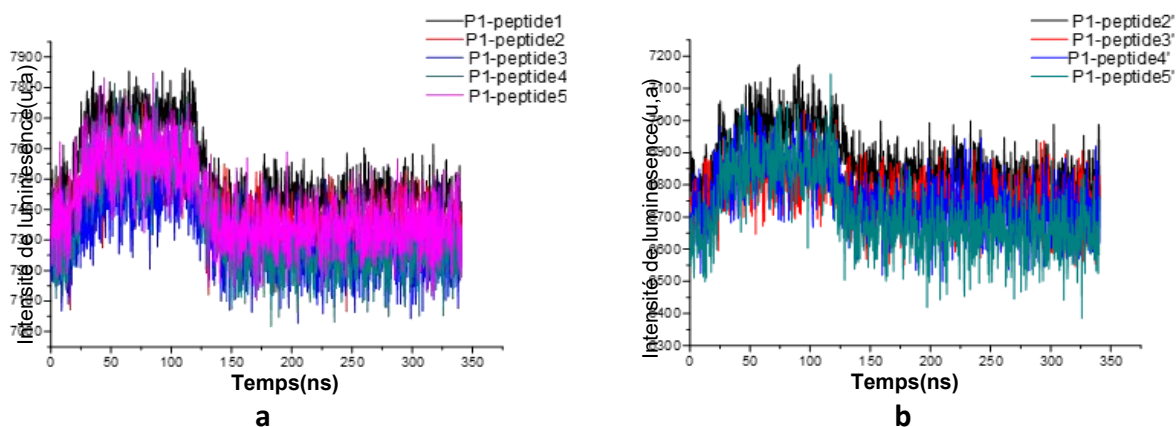 P1-peptide1
P1-peptide2
P1-peptide3
P1-peptide4
P1-peptide5
7900
Intensité de luminesence(u,a)
0 50 100 150 200 250 300 350
Temps(ns)
a
P1-peptide2'
P1-peptide3'
P1-peptide4'
P1-peptide5'
7200
Intensité de luminesence(u,a)
0 50 100 150 200 250 300 350
Temps(ns)
b